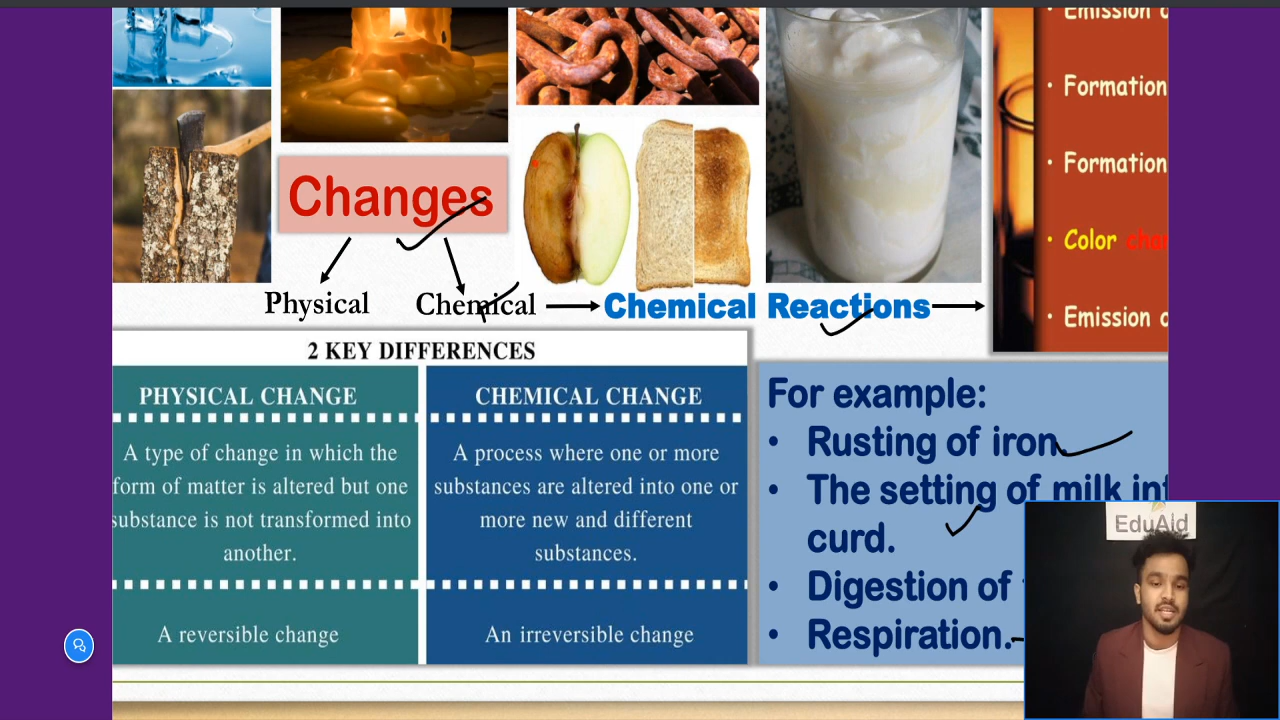 Emission
Formation
Formation
Color
Emission
Changes
Physical
Chemical
Chemical Reactions
2 KEY DIFFERENCES
PHYSICAL CHANGE
A type of change in which the
form of matter is altered but one
substance is not transformed into
another.
A reversible change
CHEMICAL CHANGE
A process where one or more
substances are altered into one or
more new and different
substances.
An irreversible change
For example:
• Rusting of iron.
• The setting of milk int
curd.
• Digestion of
• Respiration.
EduAid